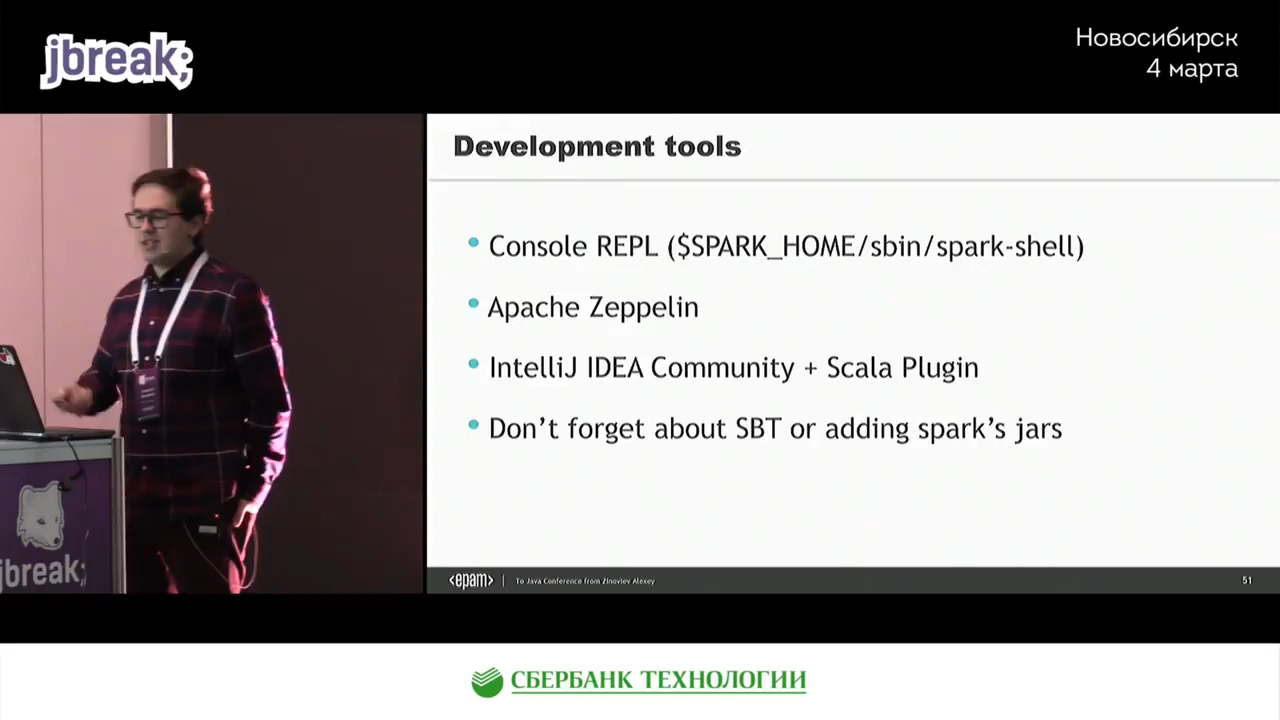 jbreak;
Новосибирск
4 марта
Development tools
• Console REPL ($SPARK_HOME/sbin/spark-shell)
• Apache Zeppelin
• IntelliJ IDEA Community + Scala Plugin
• Don’t forget about SBT or adding spark’s jars
jbreak;
<epam> | To Java Conference from Zinoviev Alexey 51
СБЕРБАНК ТЕХНОЛОГИИ